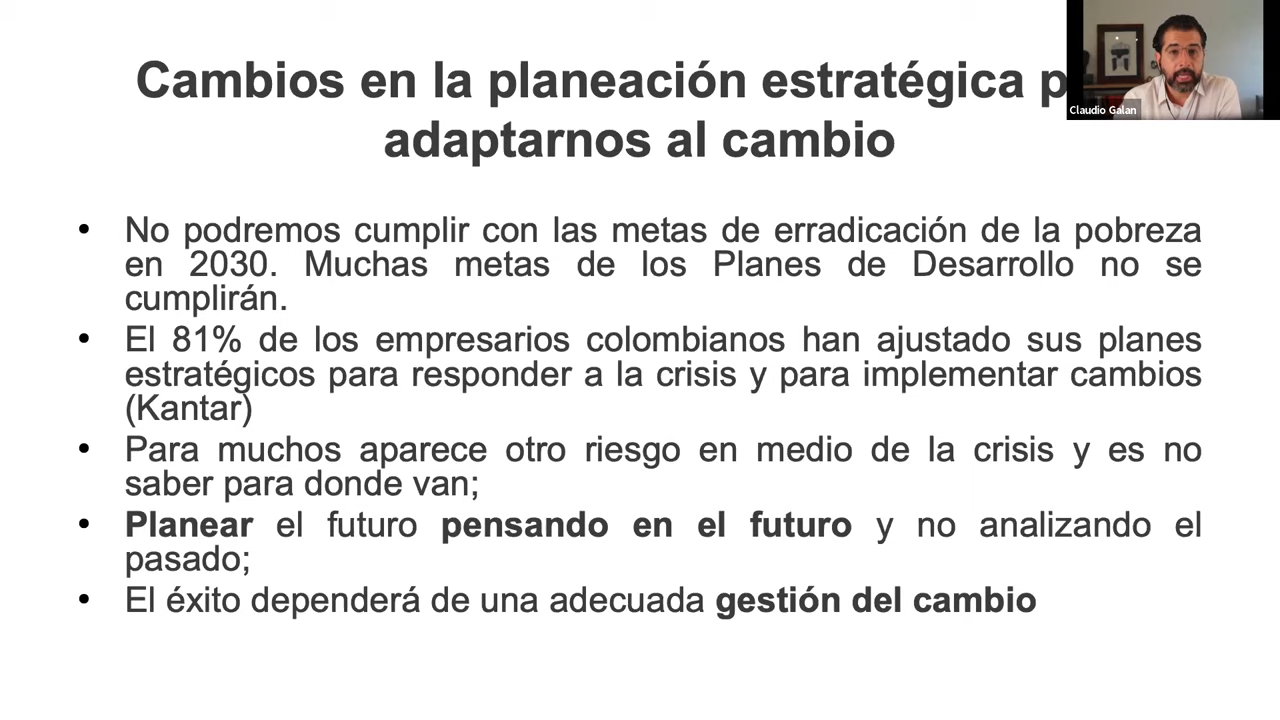 Cambios en la planeación estratégica p
adaptarnos al cambio
Claudio Galan
• No podremos cumplir con las metas de erradicación de la pobreza
en 2030. Muchas metas de los Planes de Desarrollo no se
cumplirán.
• El 81% de los empresarios colombianos han ajustado sus planes
estratégicos para responder a la crisis y para implementar cambios
(Kantar)
• Para muchos aparece otro riesgo en medio de la crisis y es no
saber para donde van;
• Planear el futuro pensando en el futuro y no analizando el
pasado;
• El éxito dependerá de una adecuada gestión del cambio